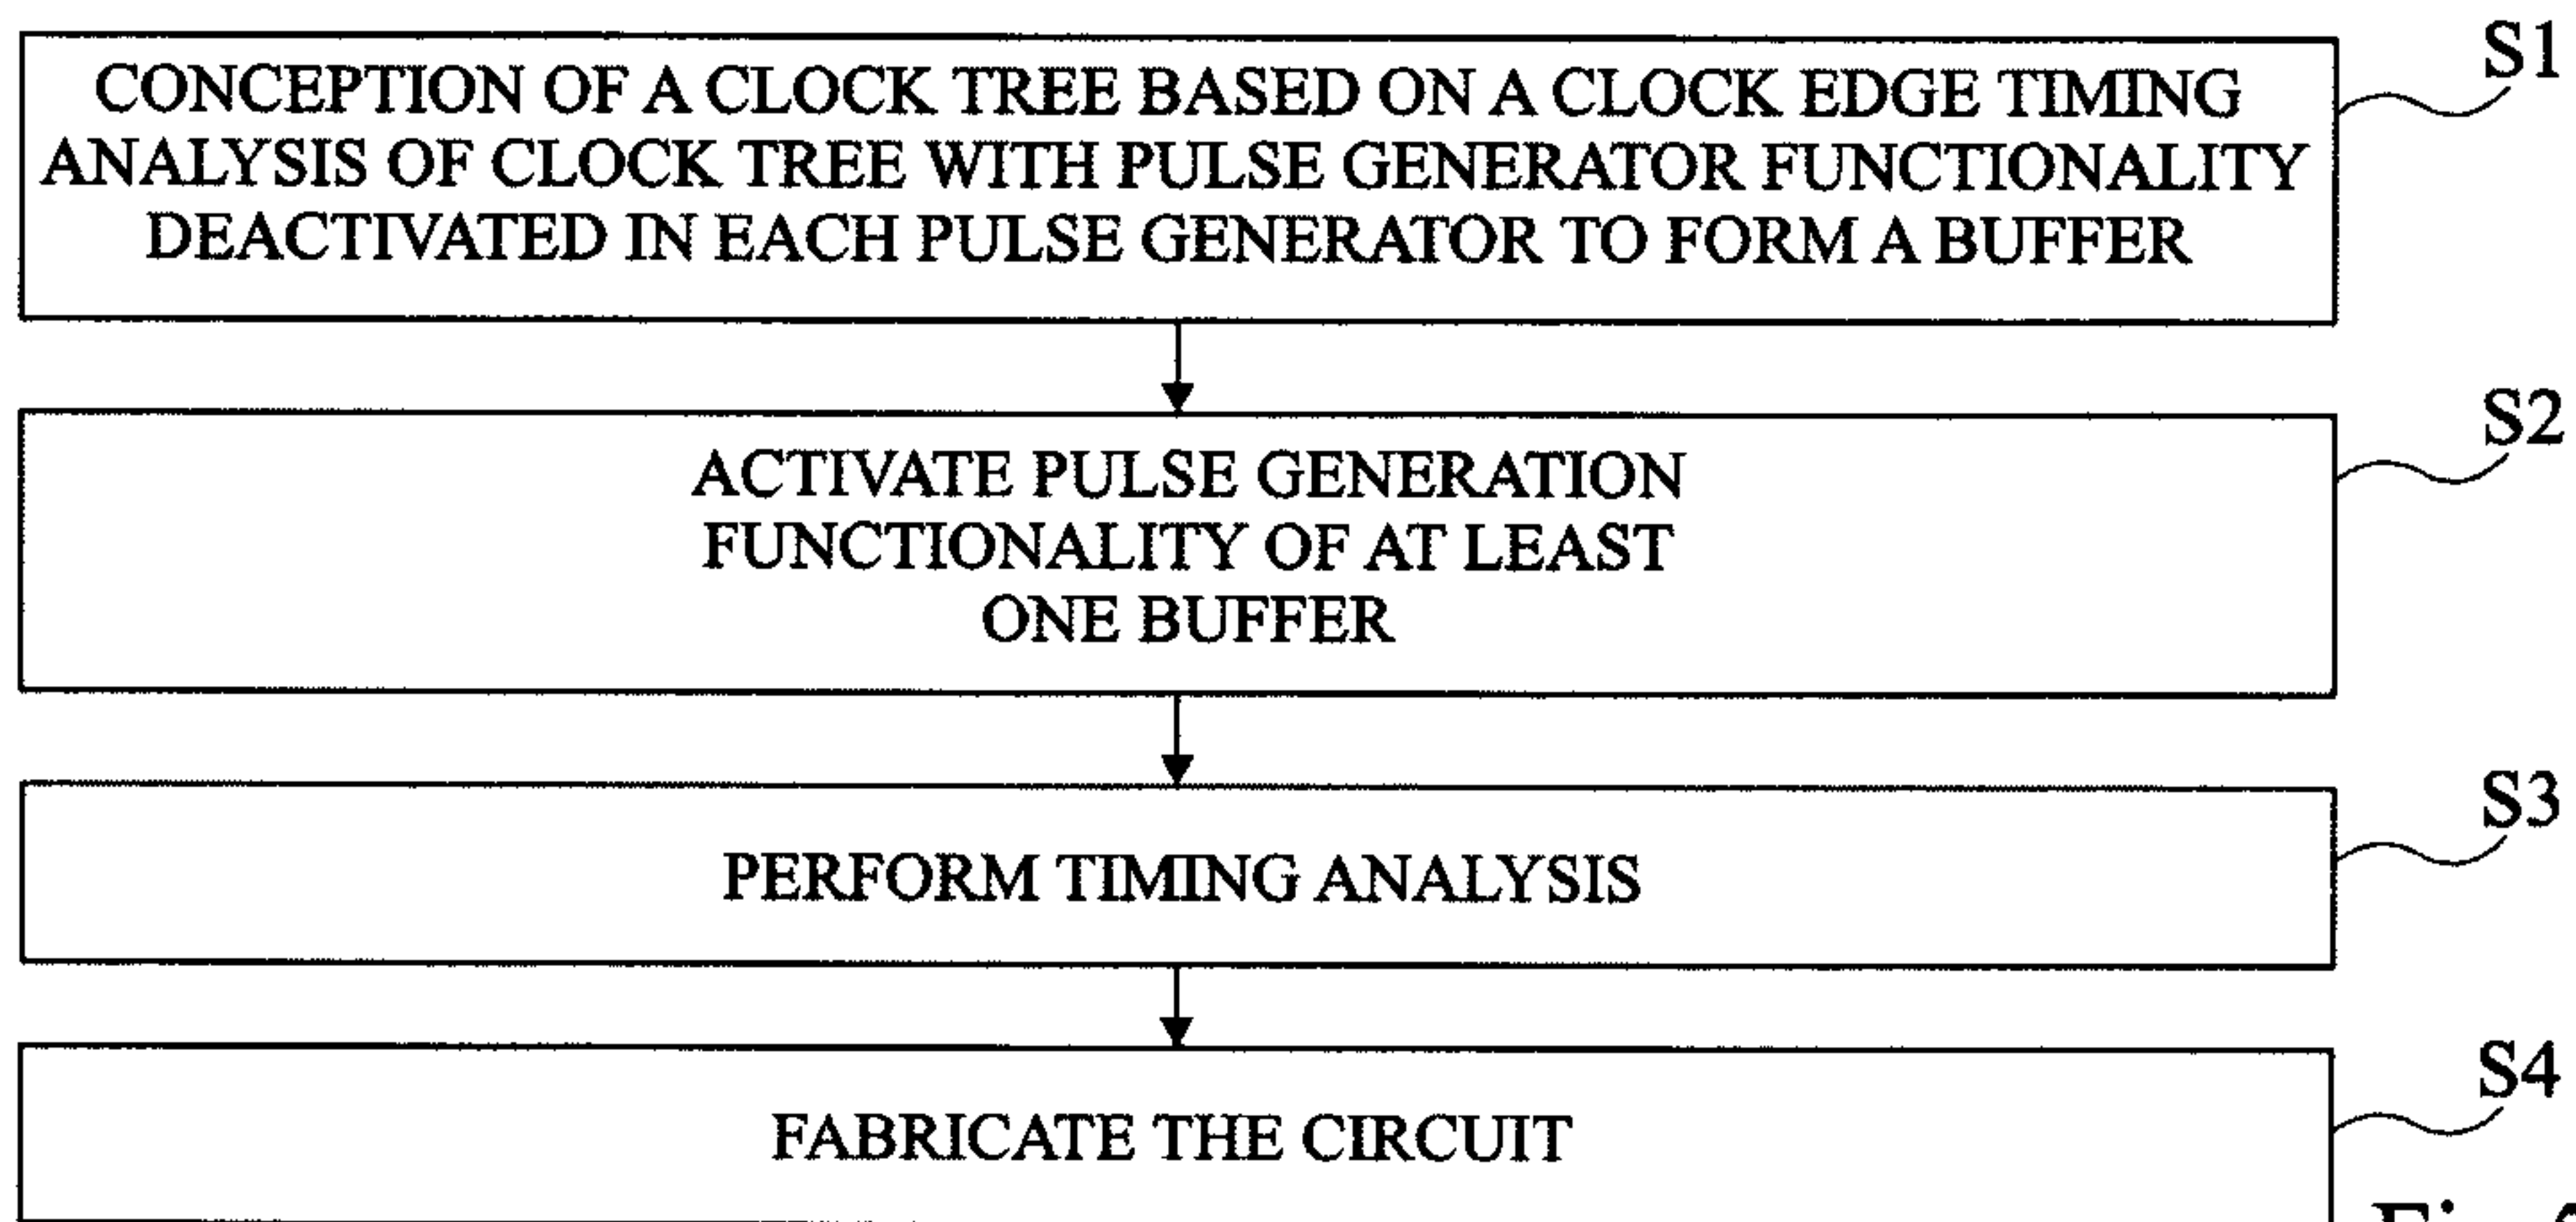 CONCEPTION OF A CLOCK TREE BASED ON A CLOCK EDGE TIMING
ANALYSIS OF CLOCK TREE WITH PULSE GENERATOR FUNCTIONALITY
DEACTIVATED IN EACH PULSE GENERATOR TO FORM A BUFFER
S1
ACTIVATE PULSE GENERATION
FUNCTIONALITY OF AT LEAST
ONE BUFFER
S2
PERFORM TIMING ANALYSIS
S3
FABRICATE THE CIRCUIT
S4